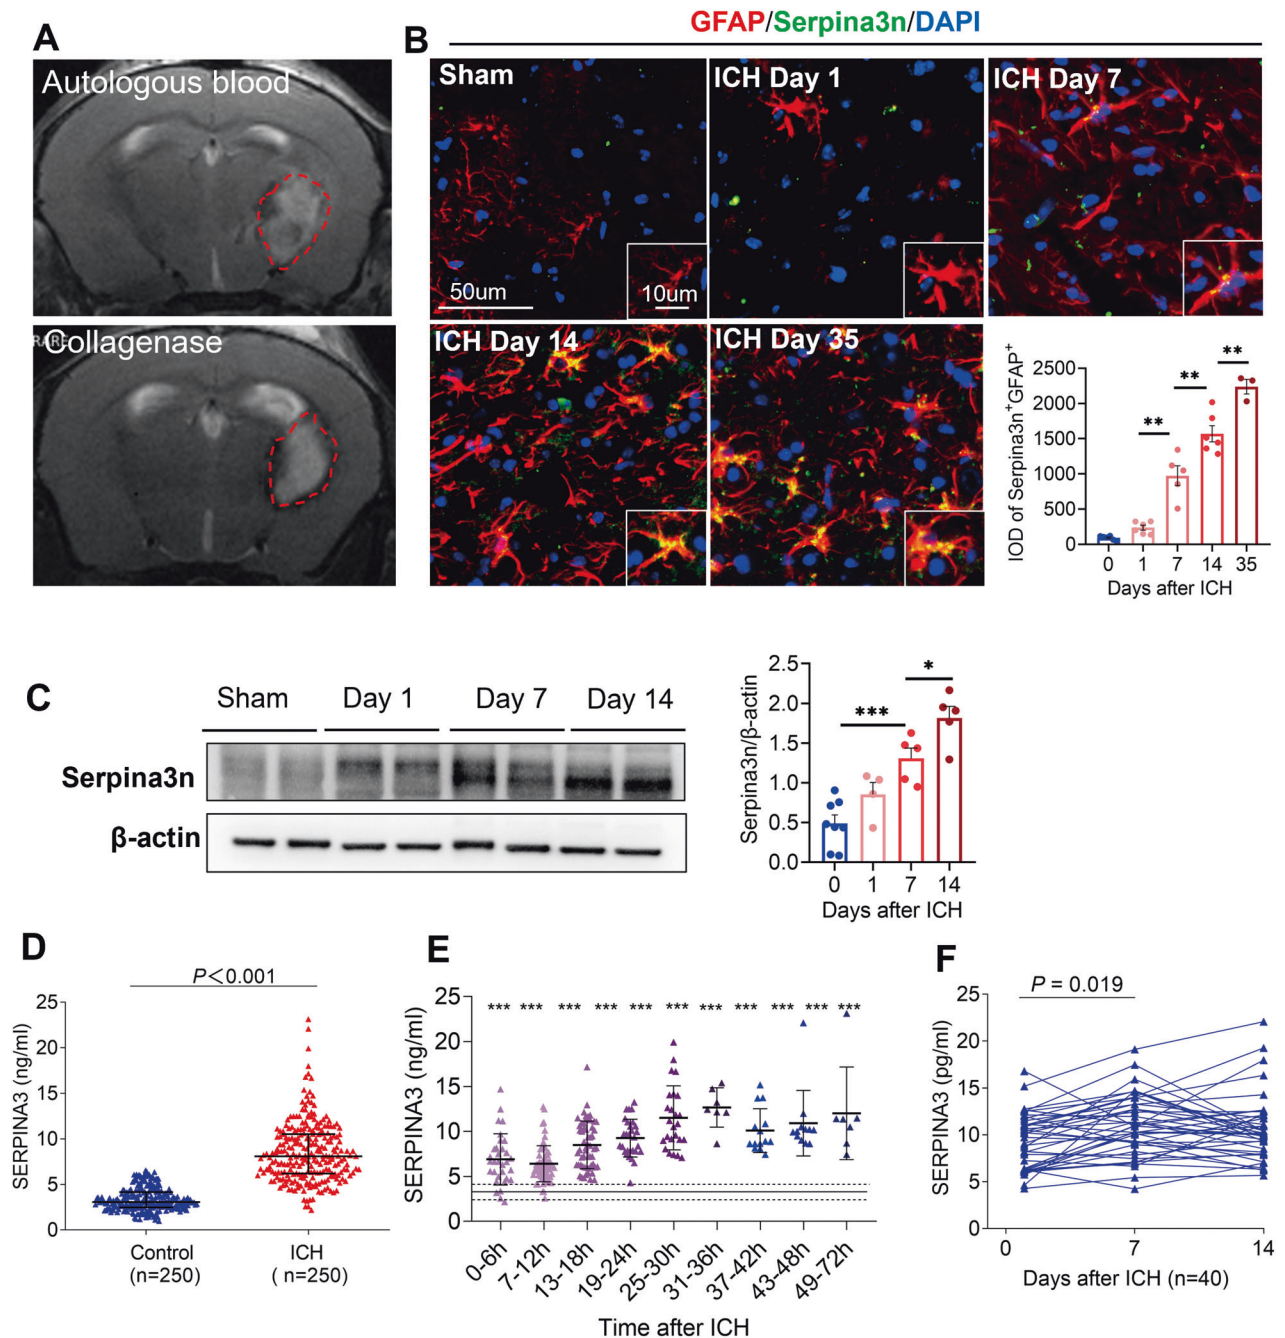 A
Autologous blood
RARE
Collagenase
B
GFAP/Serpina3n/DAPI
Sham
ICH Day 1
ICH Day 7
50um
10um
ICH Day 14
ICH Day 35
IOD of Serpina3n⁺GFAP⁺
2500
2000
1500
1000
500
0
**
**
**
0 1 7 14 35
Days after ICH
C
Sham Day 1 Day 7 Day 14
Serpina3n
β-actin
Serpina3n/β-actin
2.5
2.0
1.5
1.0
0.5
0.0
***
*
0 1 7 14
Days after ICH
D
P<0.001
SERPINA3 (ng/ml)
25
20
15
10
5
0
Control
(n=250)
ICH
( n=250)
E
SERPINA3 (ng/ml)
25
20
15
10
5
0
*** *** *** *** *** *** *** *** *** *** ***
0-6h
7-12h
13-18h
19-24h
25-30h
31-36h
37-42h
43-48h
49-72h
Time after ICH
F
P = 0.019
SERPINA3 (pg/ml)
25
20
15
10
5
0
0 7 14
Days after ICH (n=40)